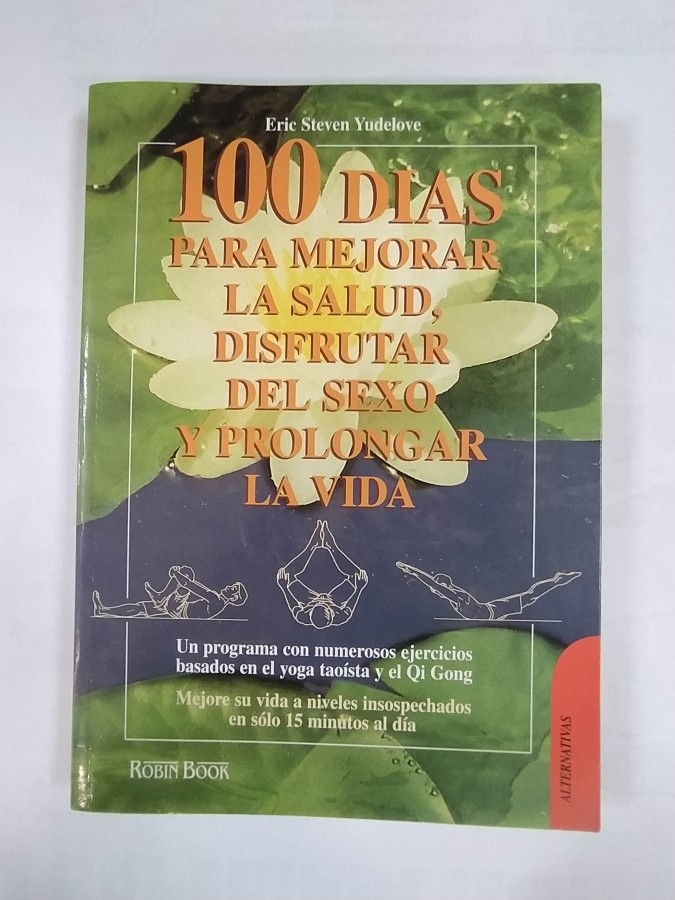 Eric Steven Yudelove
100 DÍAS
PARA MEJORAR
LA SALUD,
DISFRUTAR
DEL SEXO
Y PROLONGAR
LA VIDA
Un programa con numerosos ejercicios
basados en el yoga taoísta y el Qi Gong
Mejore su vida a niveles insospechados
en sólo 15 minutos al día
ROBIN BOOK
ALTERNATIVAS